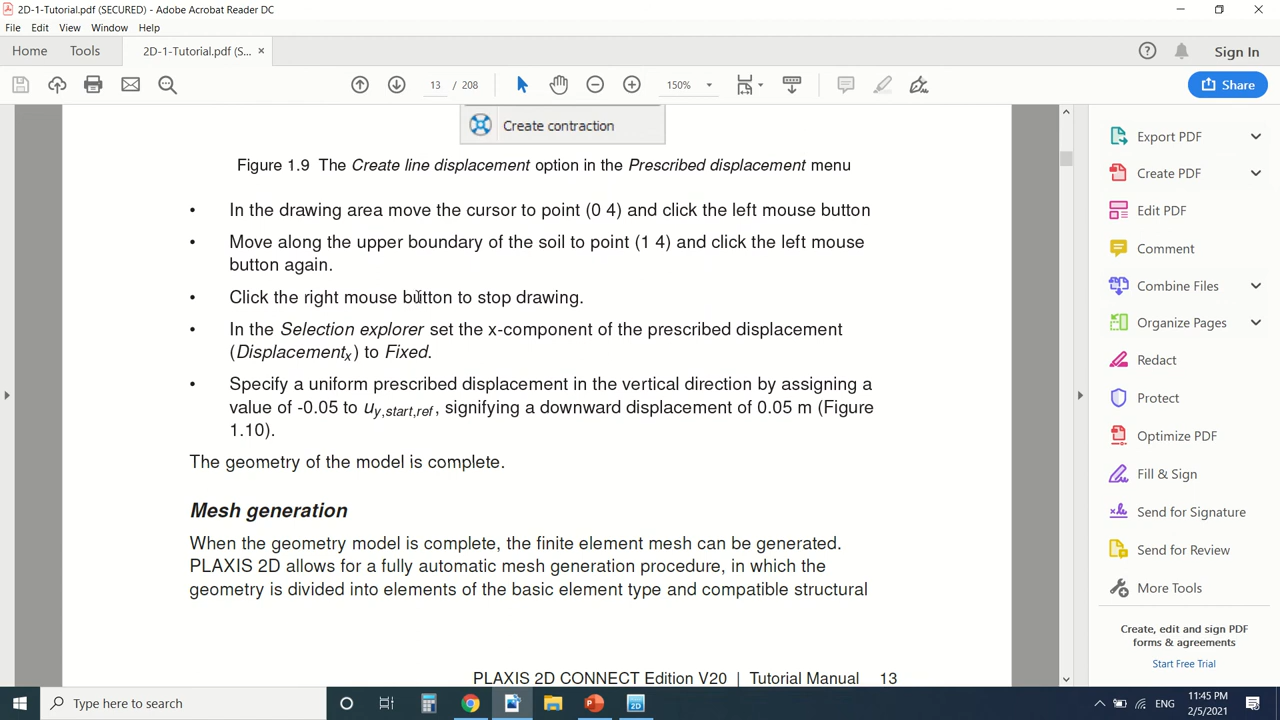 2D-1-Tutorial.pdf (SECURED) - Adobe Acrobat Reader DC
File Edit View Window Help
Home Tools 2D-1-Tutorial.pdf (S... × Sign In
13 / 208 150% Share
Create contraction
Figure 1.9 The Create line displacement option in the Prescribed displacement menu
• In the drawing area move the cursor to point (0 4) and click the left mouse button
• Move along the upper boundary of the soil to point (1 4) and click the left mouse
button again.
• Click the right mouse button to stop drawing.
• In the Selection explorer set the x-component of the prescribed displacement
(Displacementx) to Fixed.
• Specify a uniform prescribed displacement in the vertical direction by assigning a
value of -0.05 to uy,start,ref, signifying a downward displacement of 0.05 m (Figure
1.10).
The geometry of the model is complete.
Mesh generation
When the geometry model is complete, the finite element mesh can be generated.
PLAXIS 2D allows for a fully automatic mesh generation procedure, in which the
geometry is divided into elements of the basic element type and compatible structural
PLAXIS 2D CONNECT Edition V20 | Tutorial Manual 13
Export PDF
Create PDF
Edit PDF
Comment
Combine Files
Organize Pages
Redact
Protect
Optimize PDF
Fill & Sign
Send for Signature
Send for Review
More Tools
Create, edit and sign PDF
forms & agreements
Start Free Trial
Type here to search
2D
ENG
11:45 PM
2/5/2021